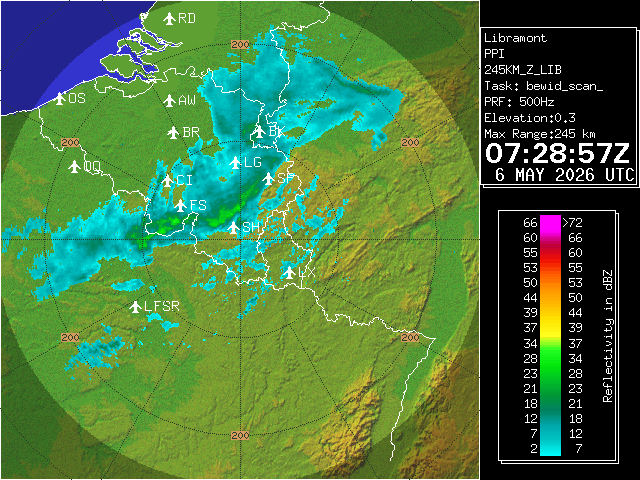 RD
200
OS
AW
BR
BK
200
200
QQ
LG
CI
S
FS
SH
LX
LFSR
200
200
200
Libramont
PPI
245KM_Z_LIB
Task: bewid_scan_
PRF: 500Hz
Elevation:0.3
Max Range:245 km
07:28:57Z
6 MAY 2026 UTC
66 >72
60 66
55 60
53 55
50 53
44 50
39 44
37 39
34 37
28 34
23 28
21 23
18 21
12 18
7 12
2 7
Reflectivity in dBZ